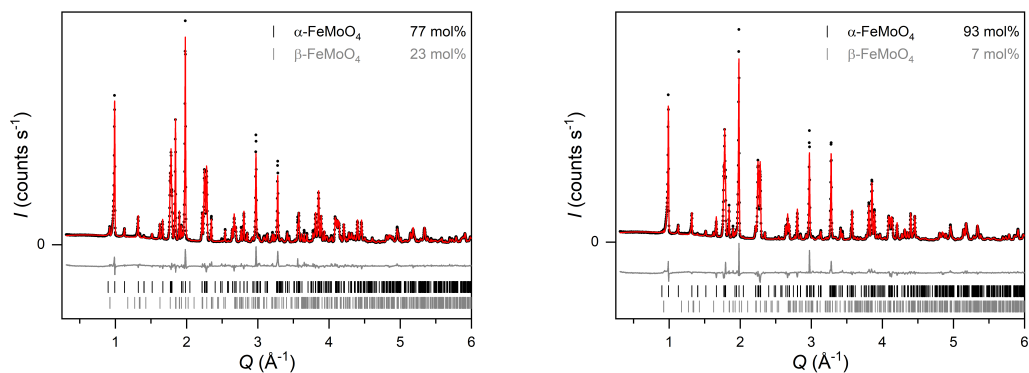 α-FeMoO₄ 77 mol%
β-FeMoO₄ 23 mol%
I (counts s⁻¹)
0
1 2 3 4 5 6
Q (Å⁻¹)
α-FeMoO₄ 93 mol%
β-FeMoO₄ 7 mol%
I (counts s⁻¹)
0
1 2 3 4 5 6
Q (Å⁻¹)